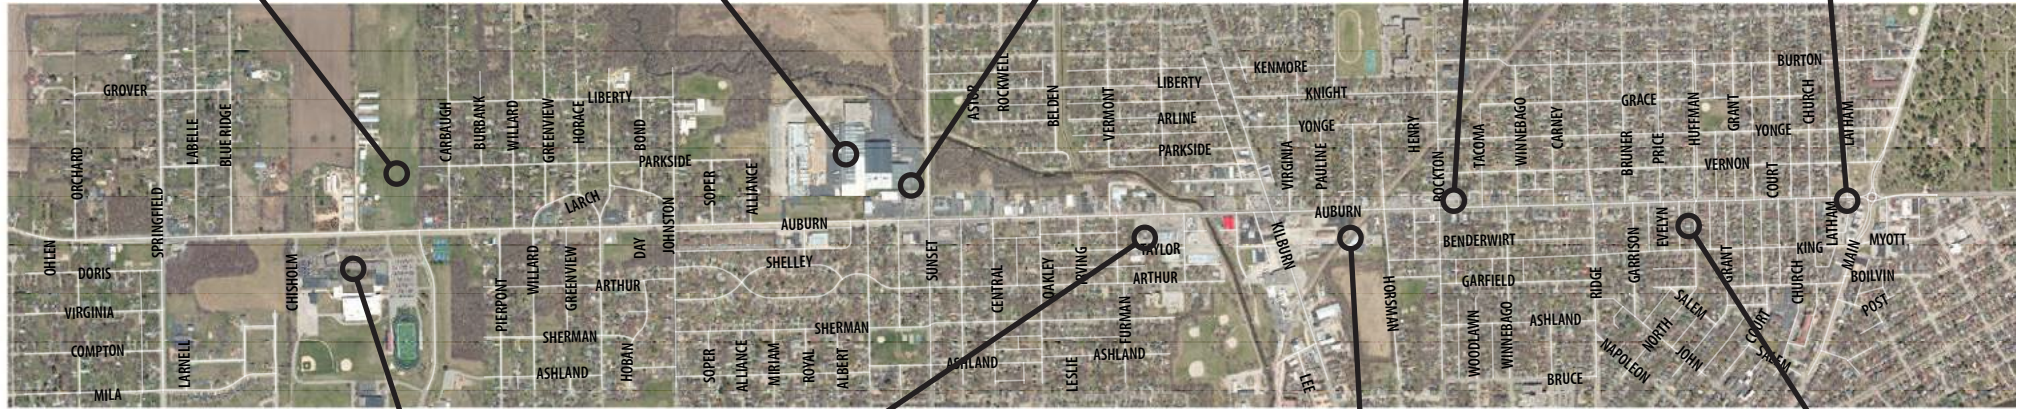 KENMORE
BURTON
LIBERTY
GROVER
LIBERTY
KNIGHT
GRACE
ASTOR
ROCKWELL
BELDEN
VERMONT
ARLINE
YONGE
YONGE
HENRY
TACOMA
WINNEBAGO
CARNEY
BRUNER
PRICE
HUFFMAN
GRANT
CHURCH
LATHAM
LABELLE
BLUE RIDGE
CARBAUGH
BURBANK
WILLARD
GREENVIEW
HORACE
BOND
PARKSIDE
PARKSIDE
VERNON
COURT
ORCHARD
SPRINGFIELD
LARCH
JOHNSTON
SOPER
ALLIANCE
VIRGINIA
PAULINE
ROCKTON
AUBURN
AUBURN
EVELYN
LATHAM
OHLEN
DORIS
CHISHOLM
WILLARD
GREENVIEW
DAY
SHELLEY
SUNSET
CENTRAL
OAKLEY
IRVING
TAYLOR
KILBURN
BENDERWIRT
GARRISON
GRANT
KING
MAIN
MYOTT
ARTHUR
ARTHUR
HORSMAN
GARFIELD
RIDGE
CHURCH
BOILVIN
VIRGINIA
PIERPONT
SHERMAN
SHERMAN
FURMAN
ASHLAND
SALEM
POST
COMPTON
LARNELL
HOBAN
SOPER
ALLIANCE
MIRIAM
ROYAL
ALBERT
ASHLAND
LESLIE
ASHLAND
WOODLAWN
WINNEBAGO
NAPOLEON
NORTH
JOHN
COURT
SALEM
MILA
ASHLAND
LEE
BRUCE